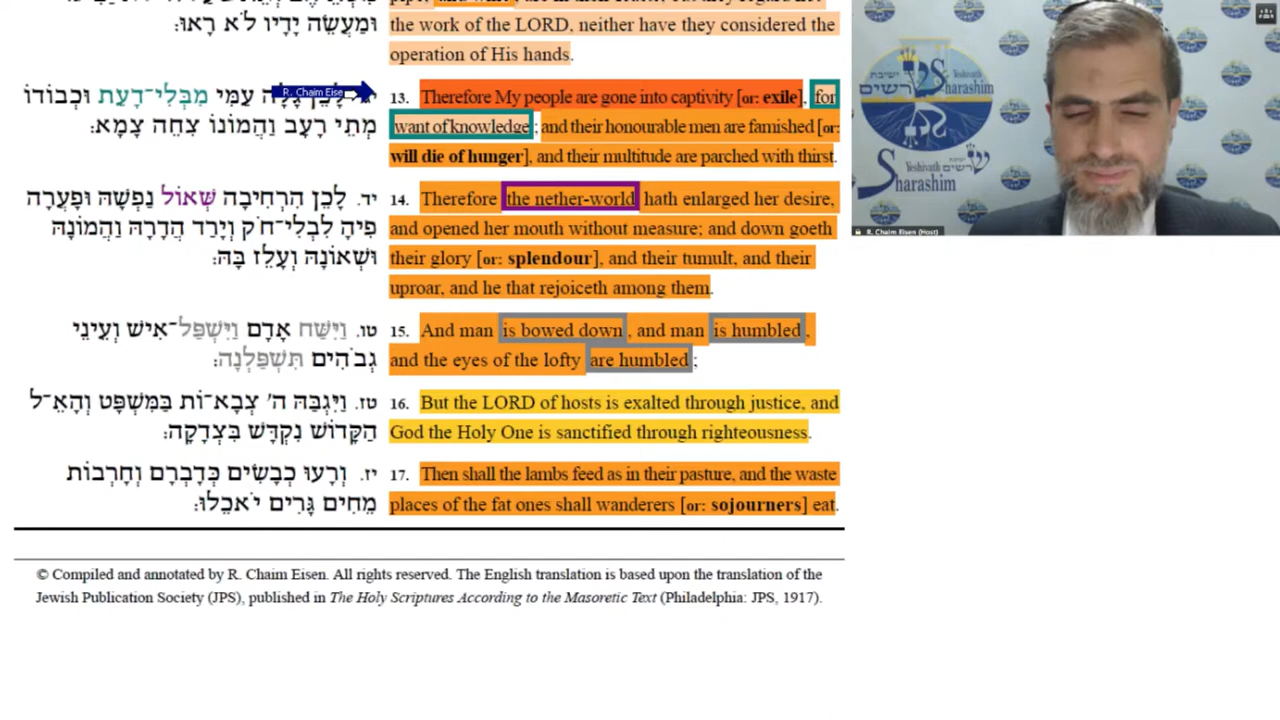 the work of the LORD, neither have they considered the
operation of His hands.
וּמַעֲשֵׂה יָדָיו לֹא רָאוּ:
13. Therefore My people are gone into captivity [or: exile], for
want of knowledge; and their honourable men are famished [or:
will die of hunger], and their multitude are parched with thirst.
עַמִּי מִבְּלִי־דָעַת וּכְבוֹדוֹ
מְתֵי רָעָב וַהֲמוֹנוֹ צִחֵה צָמָא:
R. Chaim Eise
14. Therefore the nether-world hath enlarged her desire,
and opened her mouth without measure; and down goeth
their glory [or: splendour], and their tumult, and their
uproar, and he that rejoiceth among them.
יד. לָכֵן הִרְחִיבָה שְּׁאוֹל נַפְשָׁהּ וּפָעֲרָה
פִיהָ לִבְלִי־חֹק וְיָרַד הֲדָרָהּ וַהֲמוֹנָהּ
וּשְׁאוֹנָהּ וְעָלֵז בָּהּ:
15. And man is bowed down, and man is humbled,
and the eyes of the lofty are humbled;
טו. וַיִּשַּׁח אָדָם וַיִּשְׁפַּל־אִישׁ וְעֵינֵי
גְבֹהִים תִּשְׁפַּלְנָה:
16. But the LORD of hosts is exalted through justice, and
God the Holy One is sanctified through righteousness.
טז. וַיִּגְבַּהּ ה' צְבָא־וֹת בַּמִּשְׁפָּט וְהָאֵ־ל
הַקָּדוֹשׁ נִקְדָּשׁ בִּצְדָקָה:
17. Then shall the lambs feed as in their pasture, and the waste
places of the fat ones shall wanderers [or: sojourners] eat.
יז. וְרָעוּ כְבָשִׂים כְּדָבְרָם וְחָרְבוֹת
מֵחִים גָּרִים יֹאכֵלוּ:
© Compiled and annotated by R. Chaim Eisen. All rights reserved. The English translation is based upon the translation of the
Jewish Publication Society (JPS), published in The Holy Scriptures According to the Masoretic Text (Philadelphia: JPS, 1917).
ישיבת
שרשים
Sharashim
Yeshivath
Sharashim
R. Chaim Eisen (Host)